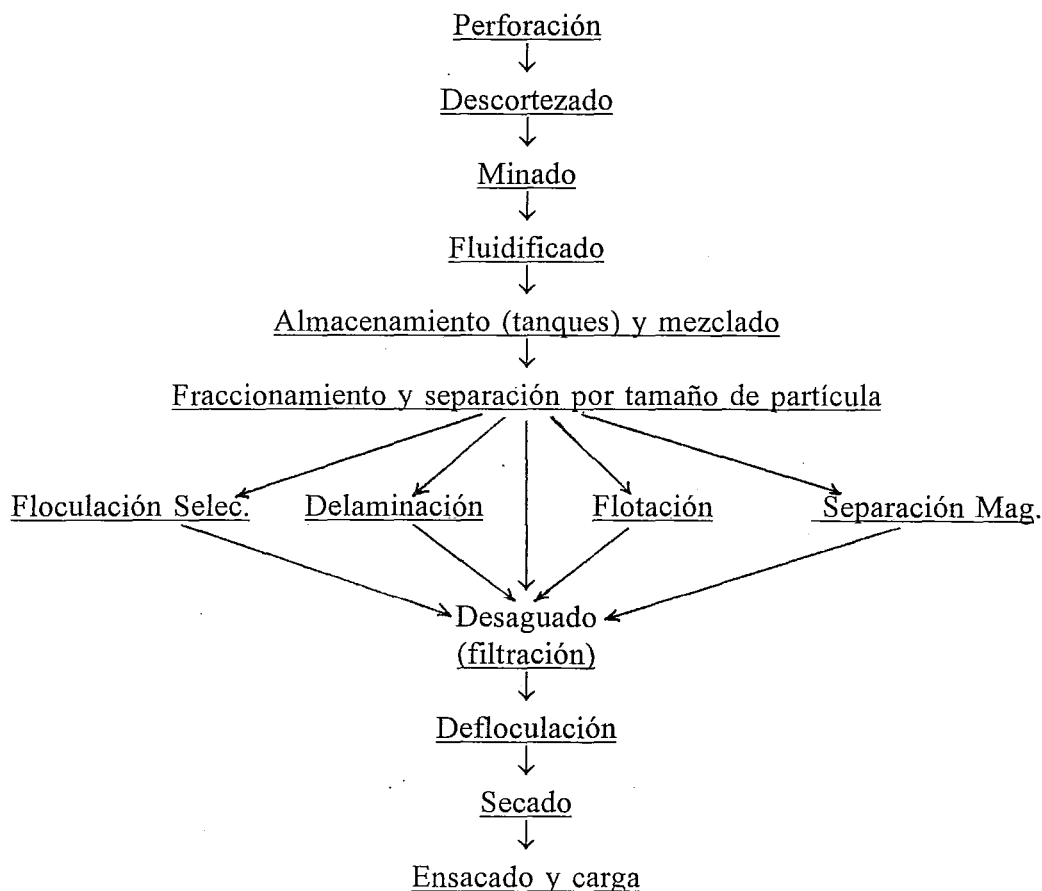 Perforación
Descortezado
Minado
Fluidificado
Almacenamiento (tanques) y mezclado
Fraccionamiento y separación por tamaño de partícula
Floculación Selec. Delaminación Flotación Separación Mag.
Desaguado
(filtración)
Defloculación
Secado
Ensacado y carga